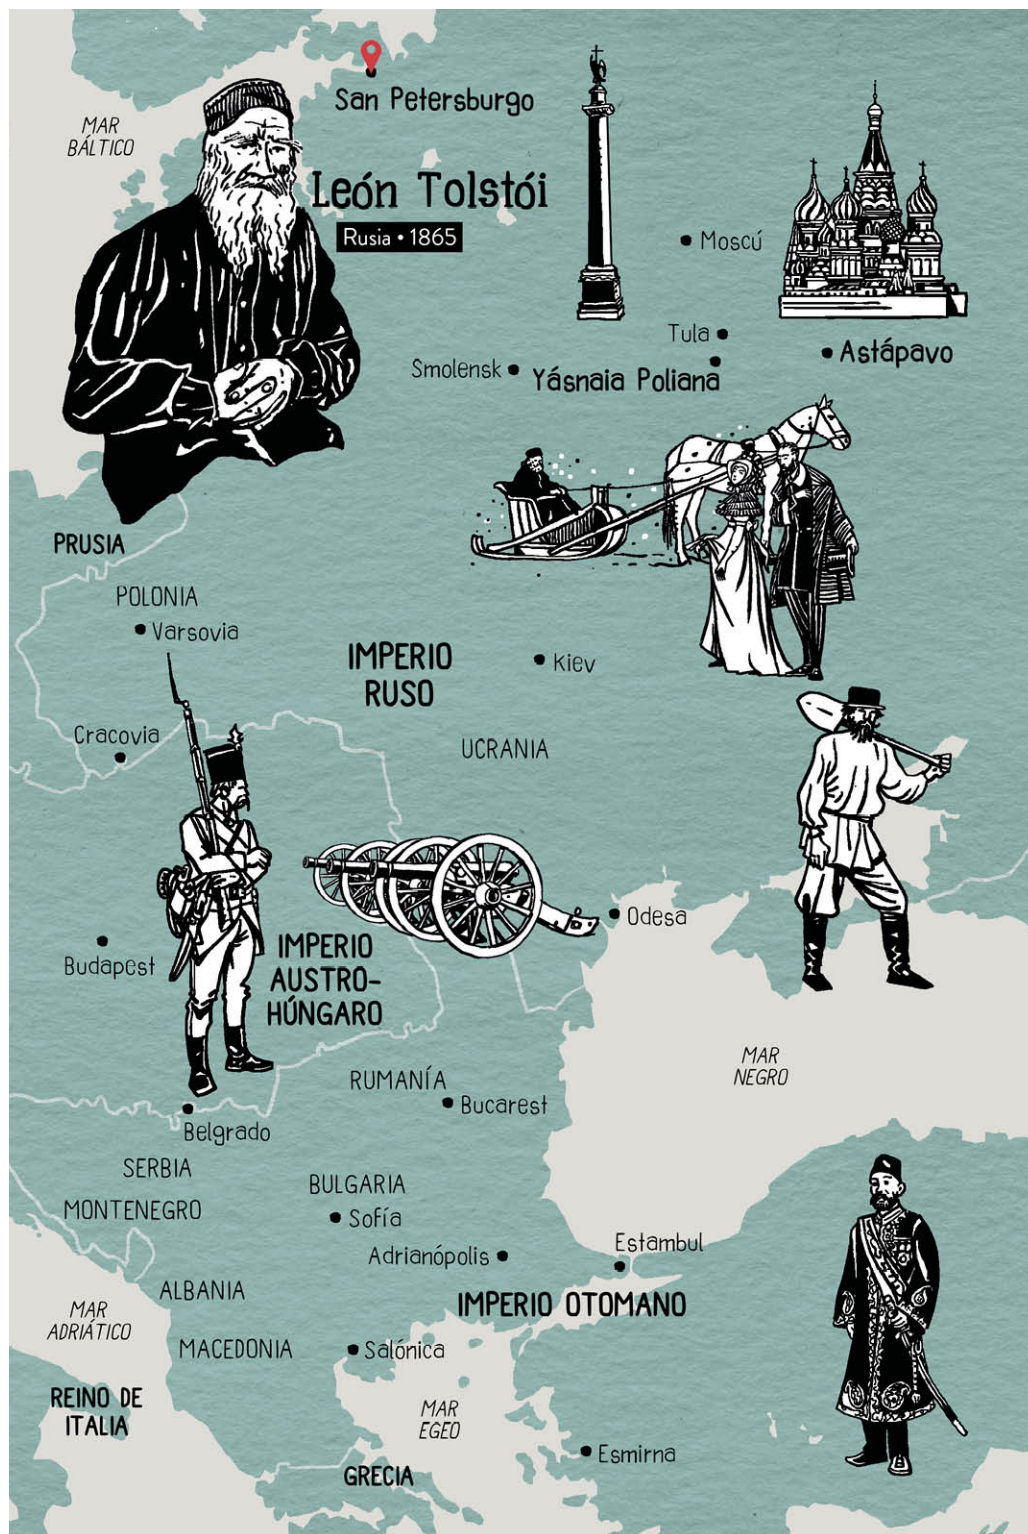 San Petersburgo
MAR
BÁLTICO
León Tolstói
Rusia • 1865
Moscú
Tula
Astápavo
Smolensk
Yásnaia Poliana
PRUSIA
POLONIA
Varsovia
IMPERIO
RUSO
Kiev
Cracovia
UCRANIA
Odesa
Budapest
IMPERIO
AUSTRO-
HÚNGARO
MAR
NEGRO
RUMANÍA
Bucarest
Belgrado
SERBIA
BULGARIA
MONTENEGRO
Sofía
Estambul
Adrianópolis
ALBANIA
IMPERIO OTOMANO
MAR
ADRIÁTICO
MACEDONIA
Salónica
REINO DE
ITALIA
MAR
EGEO
Esmirna
GRECIA